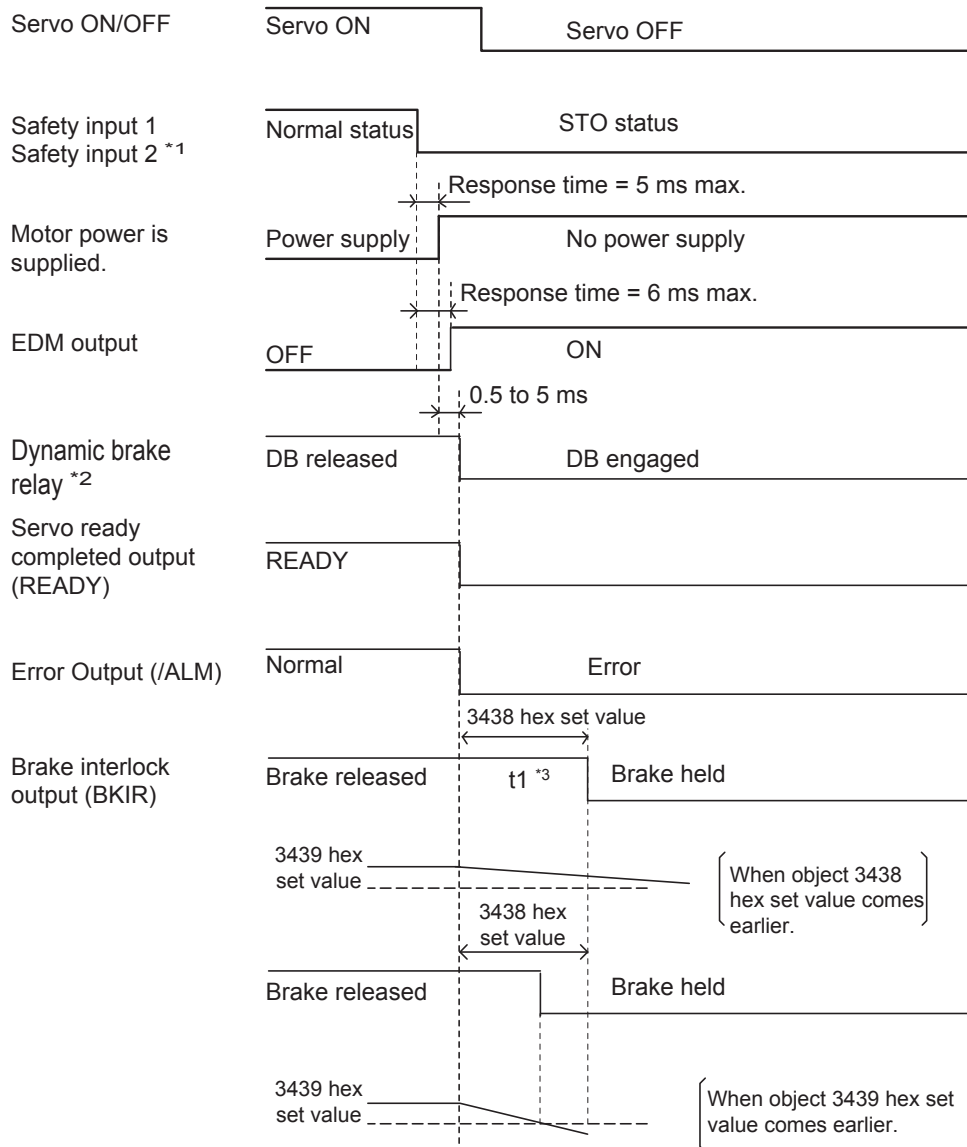 Servo ON/OFF
Servo ON
Servo OFF
Safety input 1
Safety input 2 *1
Normal status
STO status
Response time = 5 ms max.
Motor power is
supplied.
Power supply
No power supply
Response time = 6 ms max.
EDM output
OFF
ON
0.5 to 5 ms
Dynamic brake
relay *2
DB released
DB engaged
Servo ready
completed output
(READY)
READY
Error Output (/ALM)
Normal
Error
3438 hex set value
Brake interlock
output (BKIR)
Brake released
t1 *3
Brake held
3439 hex
set value
When object 3438
hex set value comes
earlier.
3438 hex
set value
Brake released
Brake held
3439 hex
set value
When object 3439 hex set
value comes earlier.